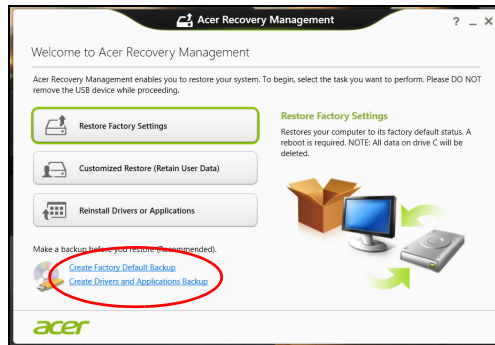 Acer Recovery Management
Welcome to Acer Recovery Management
Acer Recovery Management enables you to restore your system. To begin, select the task you want to perform. Please DO NOT
remove the USB device while proceeding.
Restore Factory Settings
Customized Restore (Retain User Data)
Reinstall Drivers or Applications
Restore Factory Settings
Restores your computer to its factory default status. A
reboot is required. NOTE: All data on drive C will be
deleted.
Make a backup before you restore (Recommended).
Create Factory Default Backup
Create Drivers and Applications Backup
acer